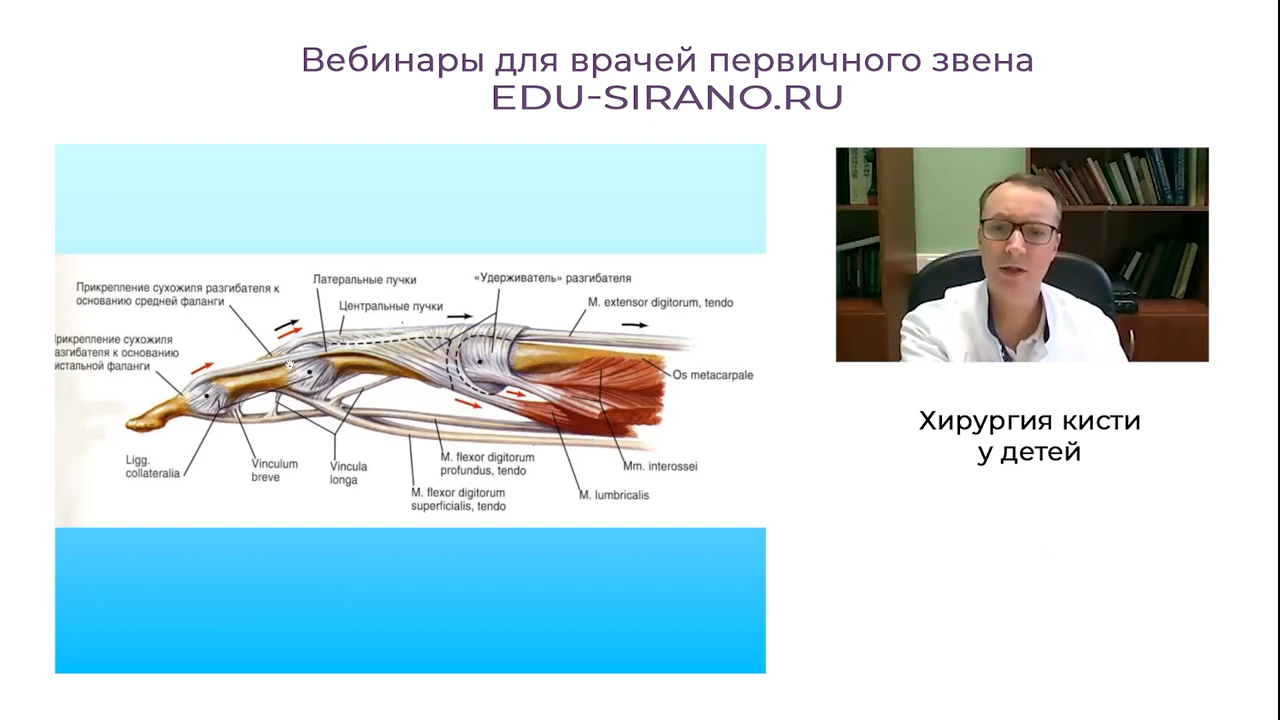 Вебинары для врачей первичного звена
EDU-SIRANO.RU
Прикрепление сухожиля разгибателя к
основанию средней фаланги
Латеральные пучки
Центральные пучки
«Удерживатель» разгибателя
M. extensor digitorum, tendo
рикрепление сухожиля
азгибателя к основанию
истальной фаланги
Os metacarpale
Ligg.
collateralia
Vinculum
breve
Vincula
longa
M. flexor digitorum
profundus, tendo
M. flexor digitorum
superficialis, tendo
Mm. interossei
M. lumbricalis
Хирургия кисти
у детей